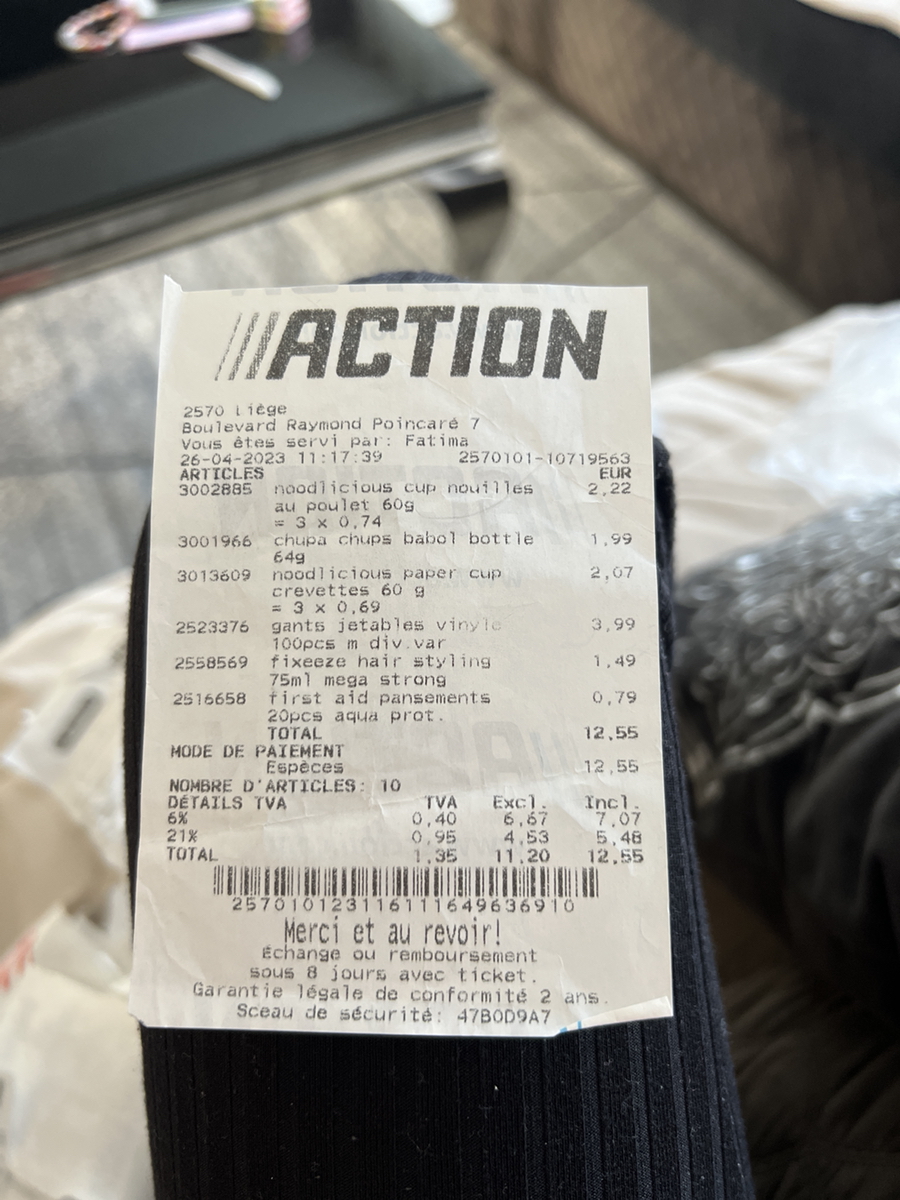 ///ACTION
2570 Liège
Boulevard Raymond Poincaré 7
Vous êtes servi par: Fatima
26-04-2023 11:17:39 2570101-10719563
ARTICLES EUR
3002885 noodlicious cup nouilles 2,22
au poulet 60g
= 3 x 0,74
3001966 chupa chups babol bottle 1,99
64g
3013609 noodlicious paper cup 2,07
crevettes 60 g
= 3 x 0,69
2523376 gants jetables vinyle 3,99
100pcs m div.var
2558569 fixeeze hair styling 1,49
75ml mega strong
2516658 first aid pansements 0,79
20pcs aqua prot.
TOTAL 12,55
MODE DE PAIEMENT
Espèces 12,55
NOMBRE D'ARTICLES: 10
DÉTAILS TVA TVA Excl. Incl.
6% 0,40 6,67 7,07
21% 0,95 4,53 5,48
TOTAL 1,35 11,20 12,55
257010123116111649636910
Merci et au revoir!
Échange ou remboursement
sous 8 jours avec ticket.
Garantie légale de conformité 2 ans.
Sceau de sécurité: 47B0D9A7